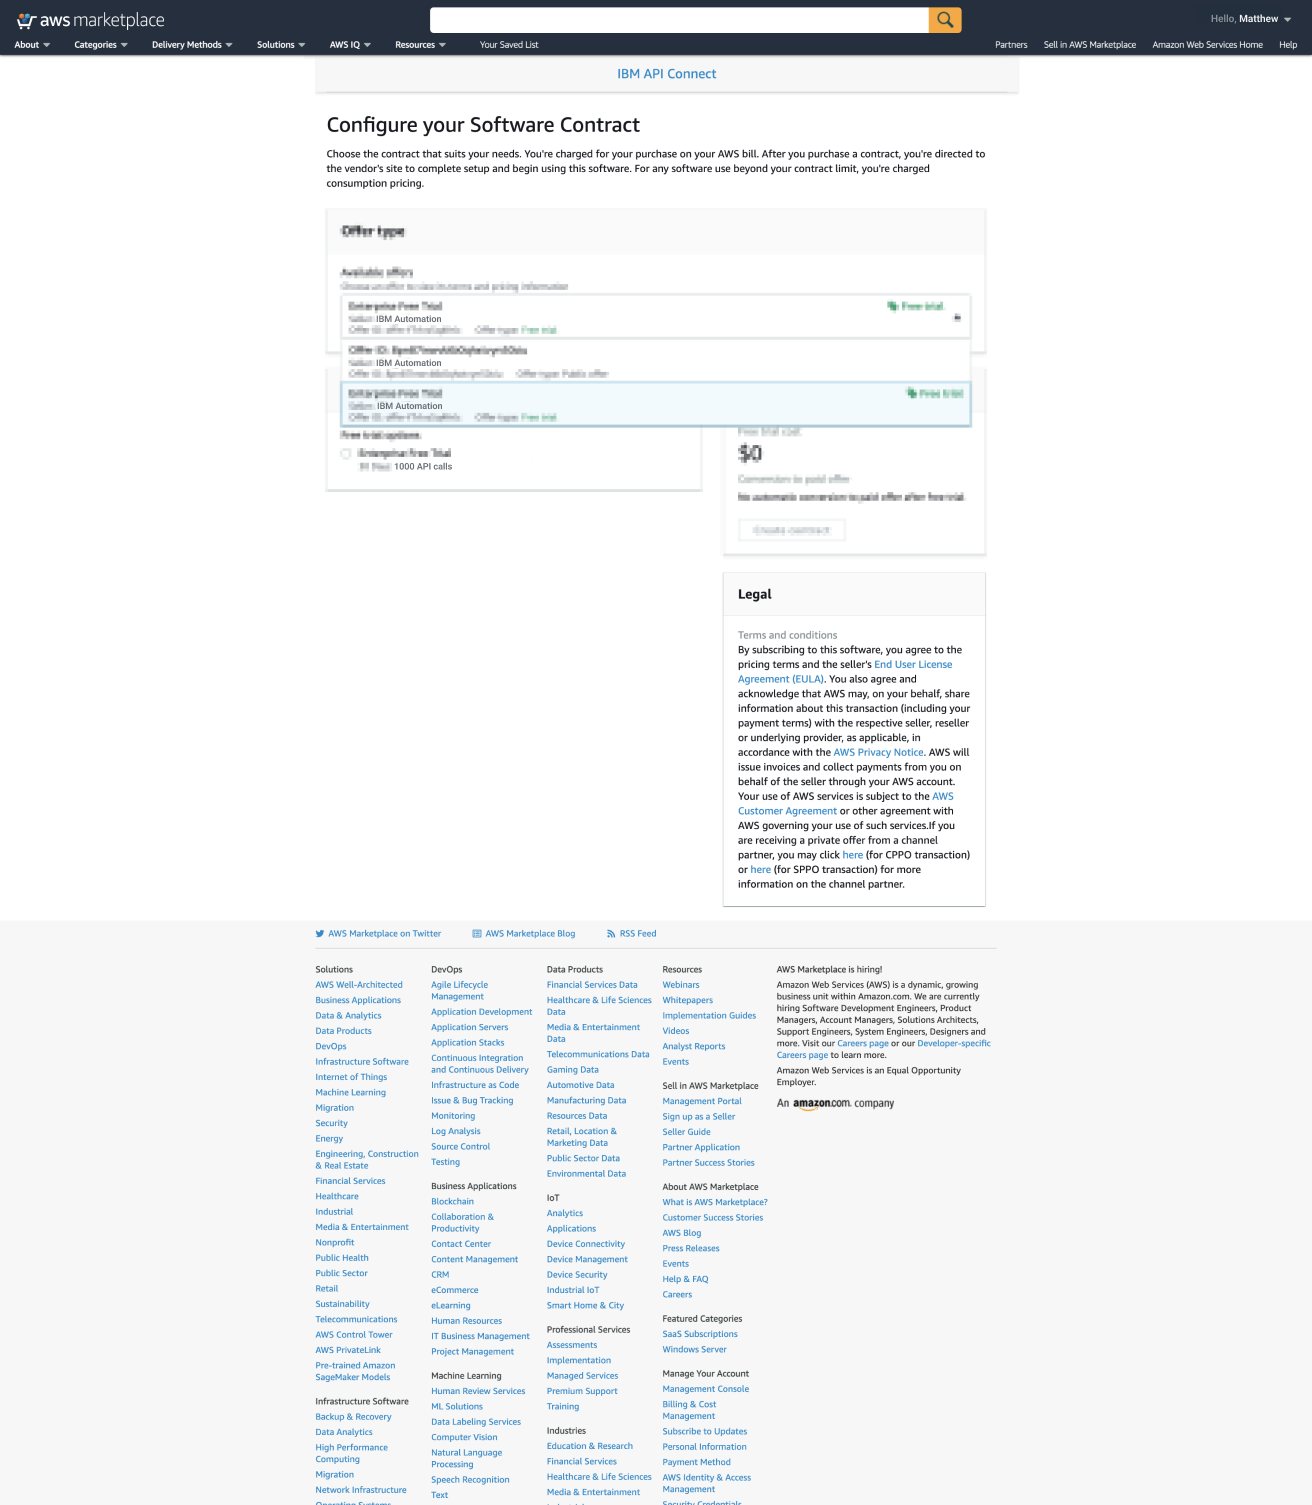 aws marketplace
Hello, Matthew
About
Categories
Delivery Methods
Solutions
AWS IQ
Resources
Your Saved List
Partners
Sell in AWS Marketplace
Amazon Web Services Home
Help
IBM API Connect
Configure your Software Contract
Choose the contract that suits your needs. You're charged for your purchase on your AWS bill. After you purchase a contract, you're directed to
the vendor's site to complete setup and begin using this software. For any software use beyond your contract limit, you're charged
consumption pricing.
Offer type
Available offers
Choose an offer to view its terms and pricing information
Enterprise Free Trial
Free trial
Seller: IBM Automation
Offer type: Free trial
Seller: IBM Automation
Offer type: Public offer
Enterprise Free Trial
Free trial
Seller: IBM Automation
Offer type: Free trial
Free trial options
Enterprise Free Trial
1000 API calls
Free trial cost
$0
Conversion to paid offer
No automatic conversion to paid offer after free trial.
Create contract
Legal
Terms and conditions
By subscribing to this software, you agree to the
pricing terms and the seller's End User License
Agreement (EULA). You also agree and
acknowledge that AWS may, on your behalf, share
information about this transaction (including your
payment terms) with the respective seller, reseller
or underlying provider, as applicable, in
accordance with the AWS Privacy Notice. AWS will
issue invoices and collect payments from you on
behalf of the seller through your AWS account.
Your use of AWS services is subject to the AWS
Customer Agreement or other agreement with
AWS governing your use of such services.If you
are receiving a private offer from a channel
partner, you may click here (for CPPO transaction)
or here (for SPPO transaction) for more
information on the channel partner.
AWS Marketplace on Twitter
AWS Marketplace Blog
RSS Feed
Solutions
AWS Well-Architected
Business Applications
Data & Analytics
Data Products
DevOps
Infrastructure Software
Internet of Things
Machine Learning
Migration
Security
Energy
Engineering, Construction
& Real Estate
Financial Services
Healthcare
Industrial
Media & Entertainment
Nonprofit
Public Health
Public Sector
Retail
Sustainability
Telecommunications
AWS Control Tower
AWS PrivateLink
Pre-trained Amazon
SageMaker Models
Infrastructure Software
Backup & Recovery
Data Analytics
High Performance
Computing
Migration
Network Infrastructure
Operating Systems
DevOps
Agile Lifecycle
Management
Application Development
Application Servers
Application Stacks
Continuous Integration
and Continuous Delivery
Infrastructure as Code
Issue & Bug Tracking
Monitoring
Log Analysis
Source Control
Testing
Business Applications
Blockchain
Collaboration &
Productivity
Contact Center
Content Management
CRM
eCommerce
eLearning
Human Resources
IT Business Management
Project Management
Machine Learning
Human Review Services
ML Solutions
Data Labeling Services
Computer Vision
Natural Language
Processing
Speech Recognition
Text
Data Products
Financial Services Data
Healthcare & Life Sciences
Data
Media & Entertainment
Data
Telecommunications Data
Gaming Data
Automotive Data
Manufacturing Data
Resources Data
Retail, Location &
Marketing Data
Public Sector Data
Environmental Data
IoT
Analytics
Applications
Device Connectivity
Device Management
Device Security
Industrial IoT
Smart Home & City
Professional Services
Assessments
Implementation
Managed Services
Premium Support
Training
Industries
Education & Research
Financial Services
Healthcare & Life Sciences
Media & Entertainment
Resources
Webinars
Whitepapers
Implementation Guides
Videos
Analyst Reports
Events
Sell in AWS Marketplace
Management Portal
Sign up as a Seller
Seller Guide
Partner Application
Partner Success Stories
About AWS Marketplace
What is AWS Marketplace?
Customer Success Stories
AWS Blog
Press Releases
Events
Help & FAQ
Careers
Featured Categories
SaaS Subscriptions
Windows Server
Manage Your Account
Management Console
Billing & Cost
Management
Subscribe to Updates
Personal Information
Payment Method
AWS Identity & Access
Management
Security Credentials
AWS Marketplace is hiring!
Amazon Web Services (AWS) is a dynamic, growing
business unit within Amazon.com. We are currently
hiring Software Development Engineers, Product
Managers, Account Managers, Solutions Architects,
Support Engineers, System Engineers, Designers and
more. Visit our Careers page or our Developer-specific
Careers page to learn more.
Amazon Web Services is an Equal Opportunity
Employer.
An amazon.com. company